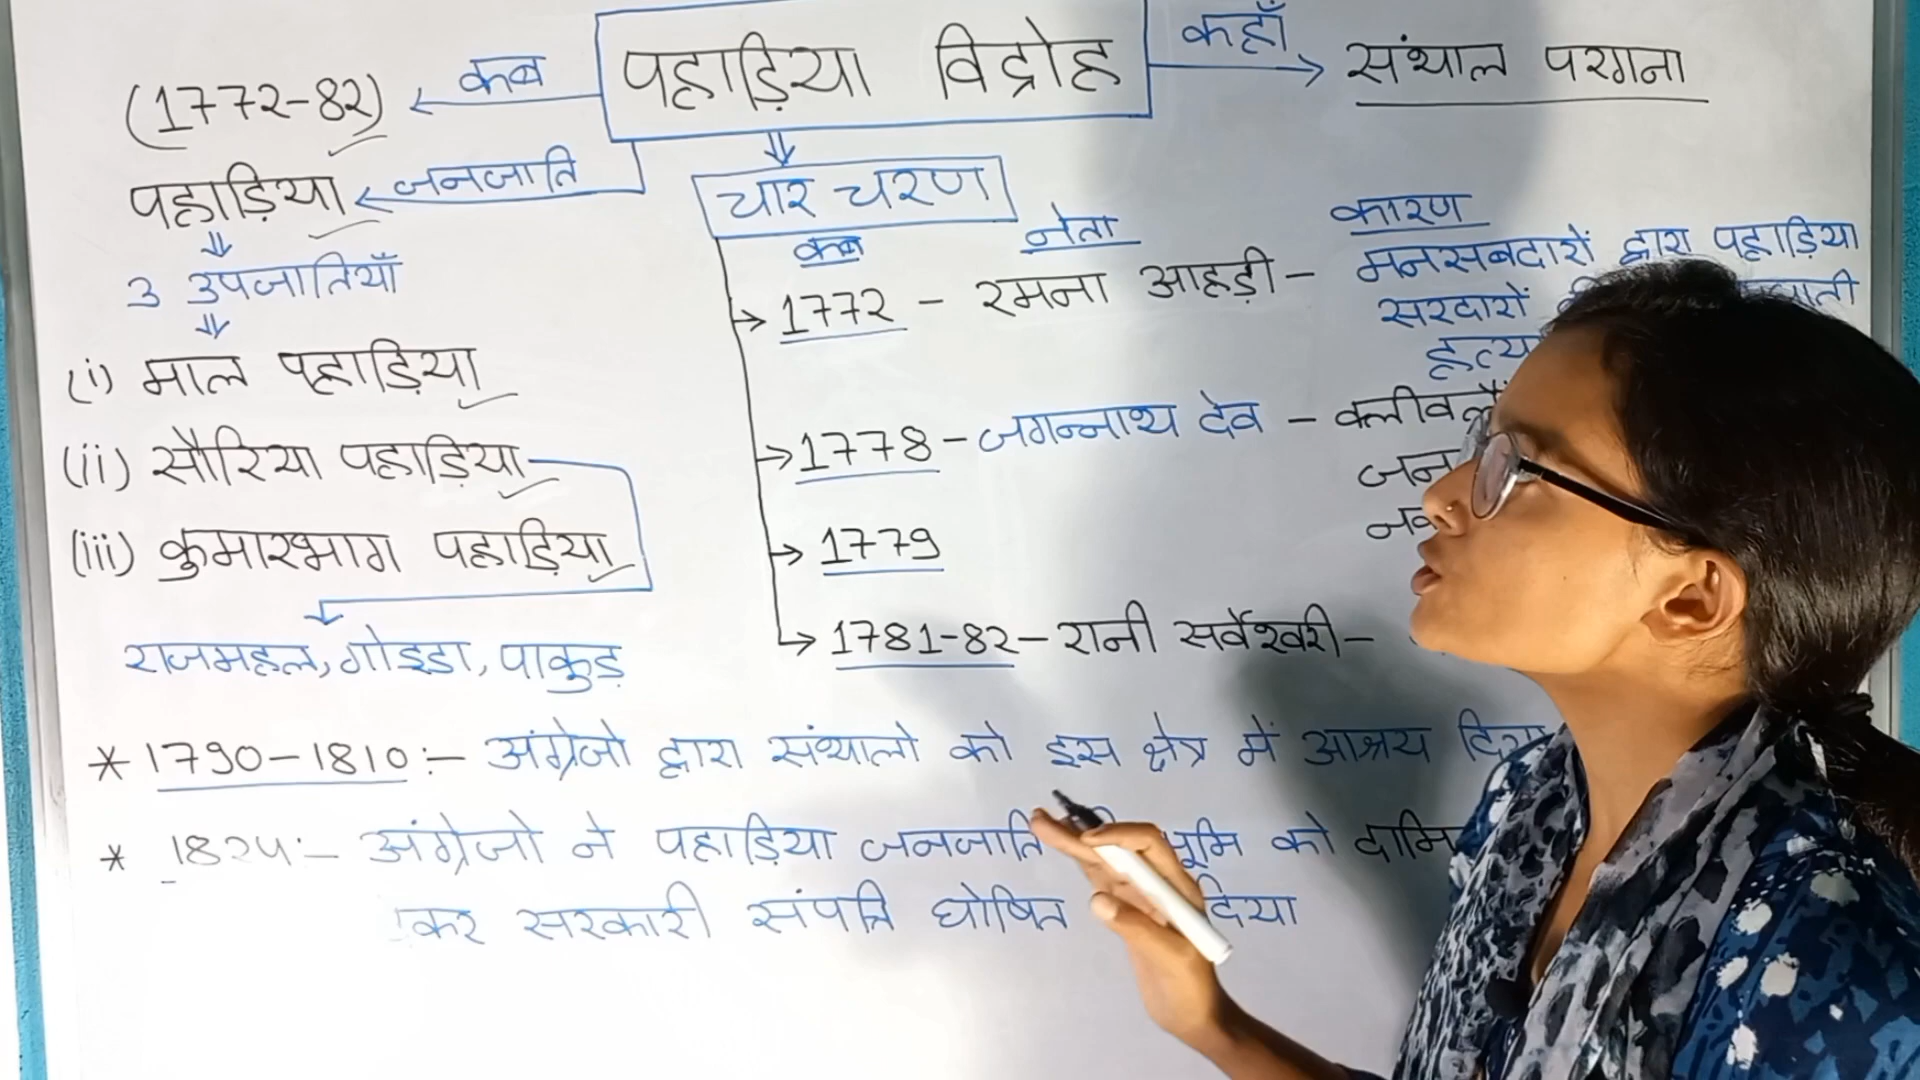 पहाड़िया विद्रोह
कब
(1772-82)
कहाँ
संथाल परगना
जनजाति
पहाड़िया
3 उपजातियाँ
(i) माल पहाड़िया
(ii) सौरिया पहाड़िया
(iii) कुमारभाग पहाड़िया
राजमहल, गोड्डा, पाकुड़
चार चरण
कब नेता कारण
1772 - रमना आहड़ी - मनसबदारों द्वारा पहाड़िया
सरदारों
1778 - जगन्नाथ देव -
1779
1781-82 - रानी सर्वेश्वरी -
* 1790-1810 :- अंग्रेजो द्वारा संथालो को इस क्षेत्र में आश्रय
* 1824 :- अंग्रेजो ने पहाड़िया जनजाति भूमि को
कर सरकारी संपत्ति घोषित दिया